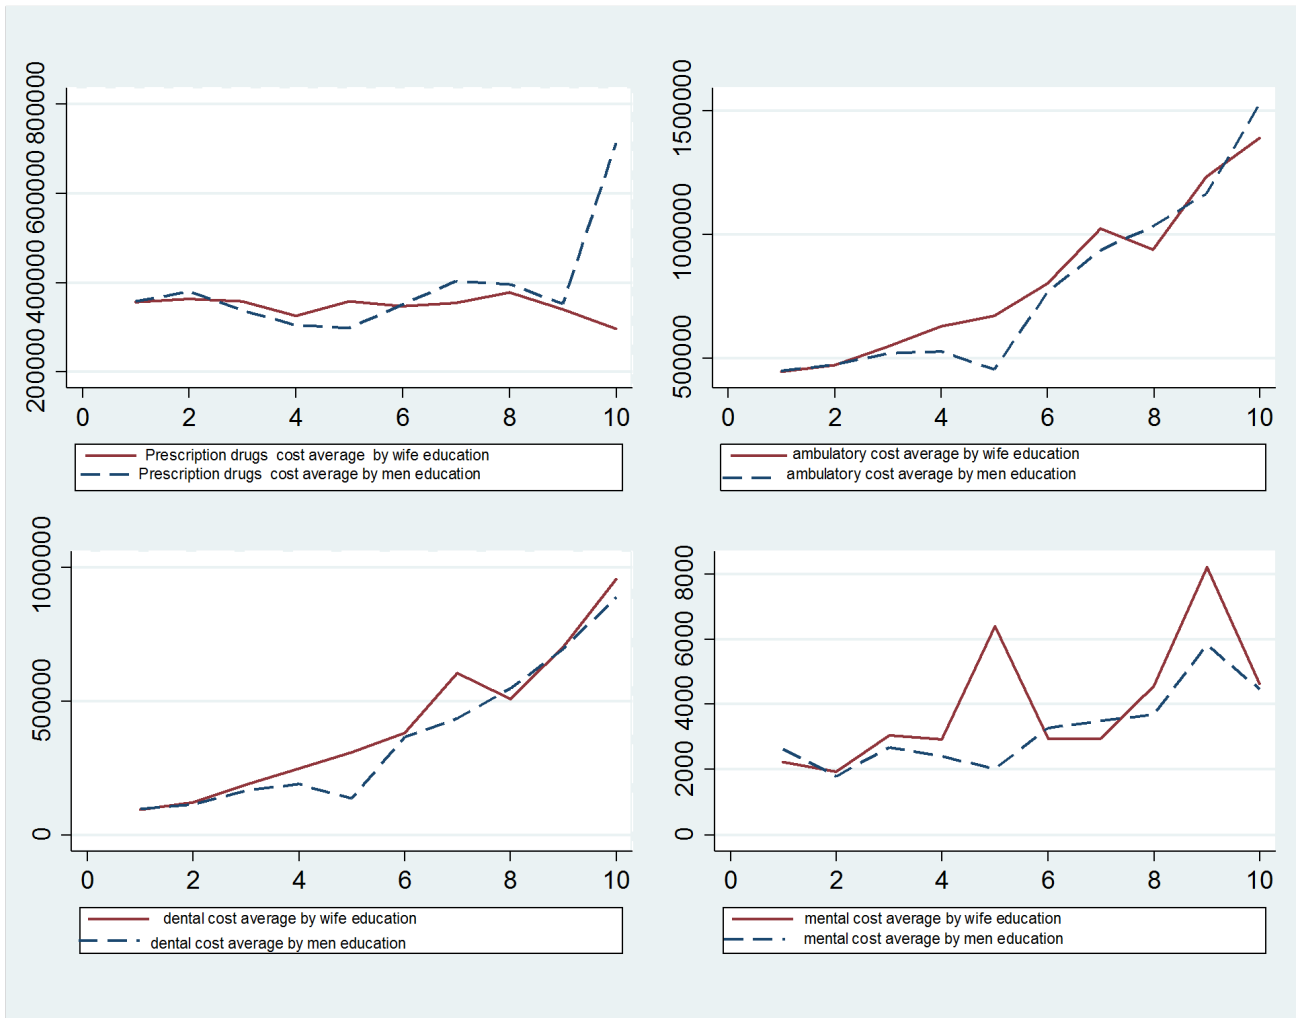 800000
600000
400000
200000
0 2 4 6 8 10
Prescription drugs cost average by wife education
Prescription drugs cost average by men education
1500000
1000000
500000
0 2 4 6 8 10
ambulatory cost average by wife education
ambulatory cost average by men education
1000000
500000
0
0 2 4 6 8 10
dental cost average by wife education
dental cost average by men education
8000
6000
4000
2000
0
0 2 4 6 8 10
mental cost average by wife education
mental cost average by men education